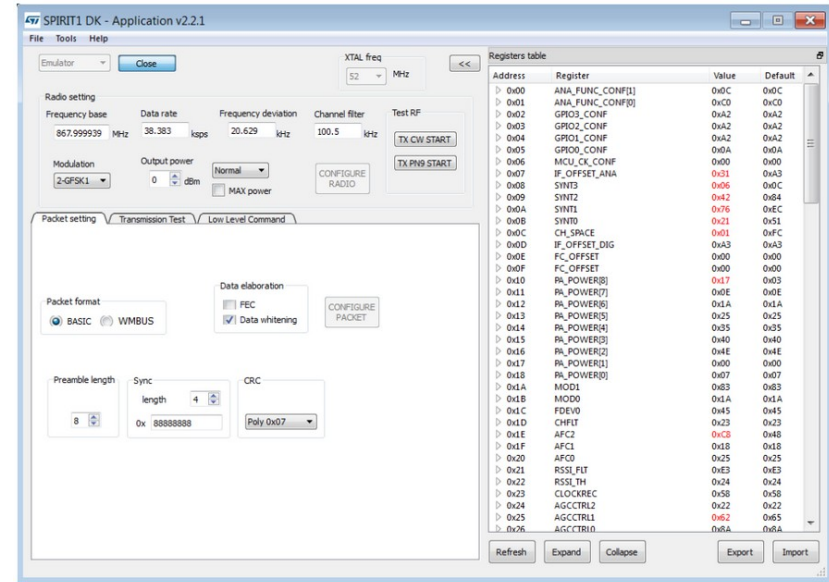 SPIRIT1 DK - Application v2.2.1
File Tools Help
Emulator Close XTAL freq 52 MHz <<
Radio setting
Frequency base Data rate Frequency deviation Channel filter Test RF
867.999939 MHz 38.383 ksps 20.629 kHz 100.5 kHz TX CW START
Modulation Output power TX PN9 START
2-GFSK1 0 dBm Normal MAX power CONFIGURE RADIO
Packet setting Transmission Test Low Level Command
Data elaboration
Packet format FEC CONFIGURE PACKET
BASIC WMBUS Data whitening
Preamble length Sync CRC
length 4
8 0x 88888888 Poly 0x07
Registers table
Address Register Value Default
0x00 ANA_FUNC_CONF[1] 0x0C 0x0C
0x01 ANA_FUNC_CONF[0] 0xC0 0xC0
0x02 GPIO3_CONF 0xA2 0xA2
0x03 GPIO2_CONF 0xA2 0xA2
0x04 GPIO1_CONF 0xA2 0xA2
0x05 GPIO0_CONF 0x0A 0x0A
0x06 MCU_CK_CONF 0x00 0x00
0x07 IF_OFFSET_ANA 0x31 0xA3
0x08 SYNT3 0x06 0x0C
0x09 SYNT2 0x42 0x84
0x0A SYNT1 0x76 0xEC
0x0B SYNT0 0x21 0x51
0x0C CH_SPACE 0x01 0xFC
0x0D IF_OFFSET_DIG 0xA3 0xA3
0x0E FC_OFFSET 0x00 0x00
0x0F FC_OFFSET 0x00 0x00
0x10 PA_POWER[8] 0x17 0x03
0x11 PA_POWER[7] 0x0E 0x0E
0x12 PA_POWER[6] 0x1A 0x1A
0x13 PA_POWER[5] 0x25 0x25
0x14 PA_POWER[4] 0x35 0x35
0x15 PA_POWER[3] 0x40 0x40
0x16 PA_POWER[2] 0x4E 0x4E
0x17 PA_POWER[1] 0x00 0x00
0x18 PA_POWER[0] 0x07 0x07
0x1A MOD1 0x83 0x83
0x1B MOD0 0x1A 0x1A
0x1C FDEV0 0x45 0x45
0x1D CHFLT 0x23 0x23
0x1E AFC2 0xC8 0x48
0x1F AFC1 0x18 0x18
0x20 AFC0 0x25 0x25
0x21 RSSI_FLT 0xE3 0xE3
0x22 RSSI_TH 0x24 0x24
0x23 CLOCKREC 0x58 0x58
0x24 AGCCTRL2 0x22 0x22
0x25 AGCCTRL1 0x62 0x65
0x26 AGCCTRL0 0x8A 0x8A
Refresh Expand Collapse Export Import